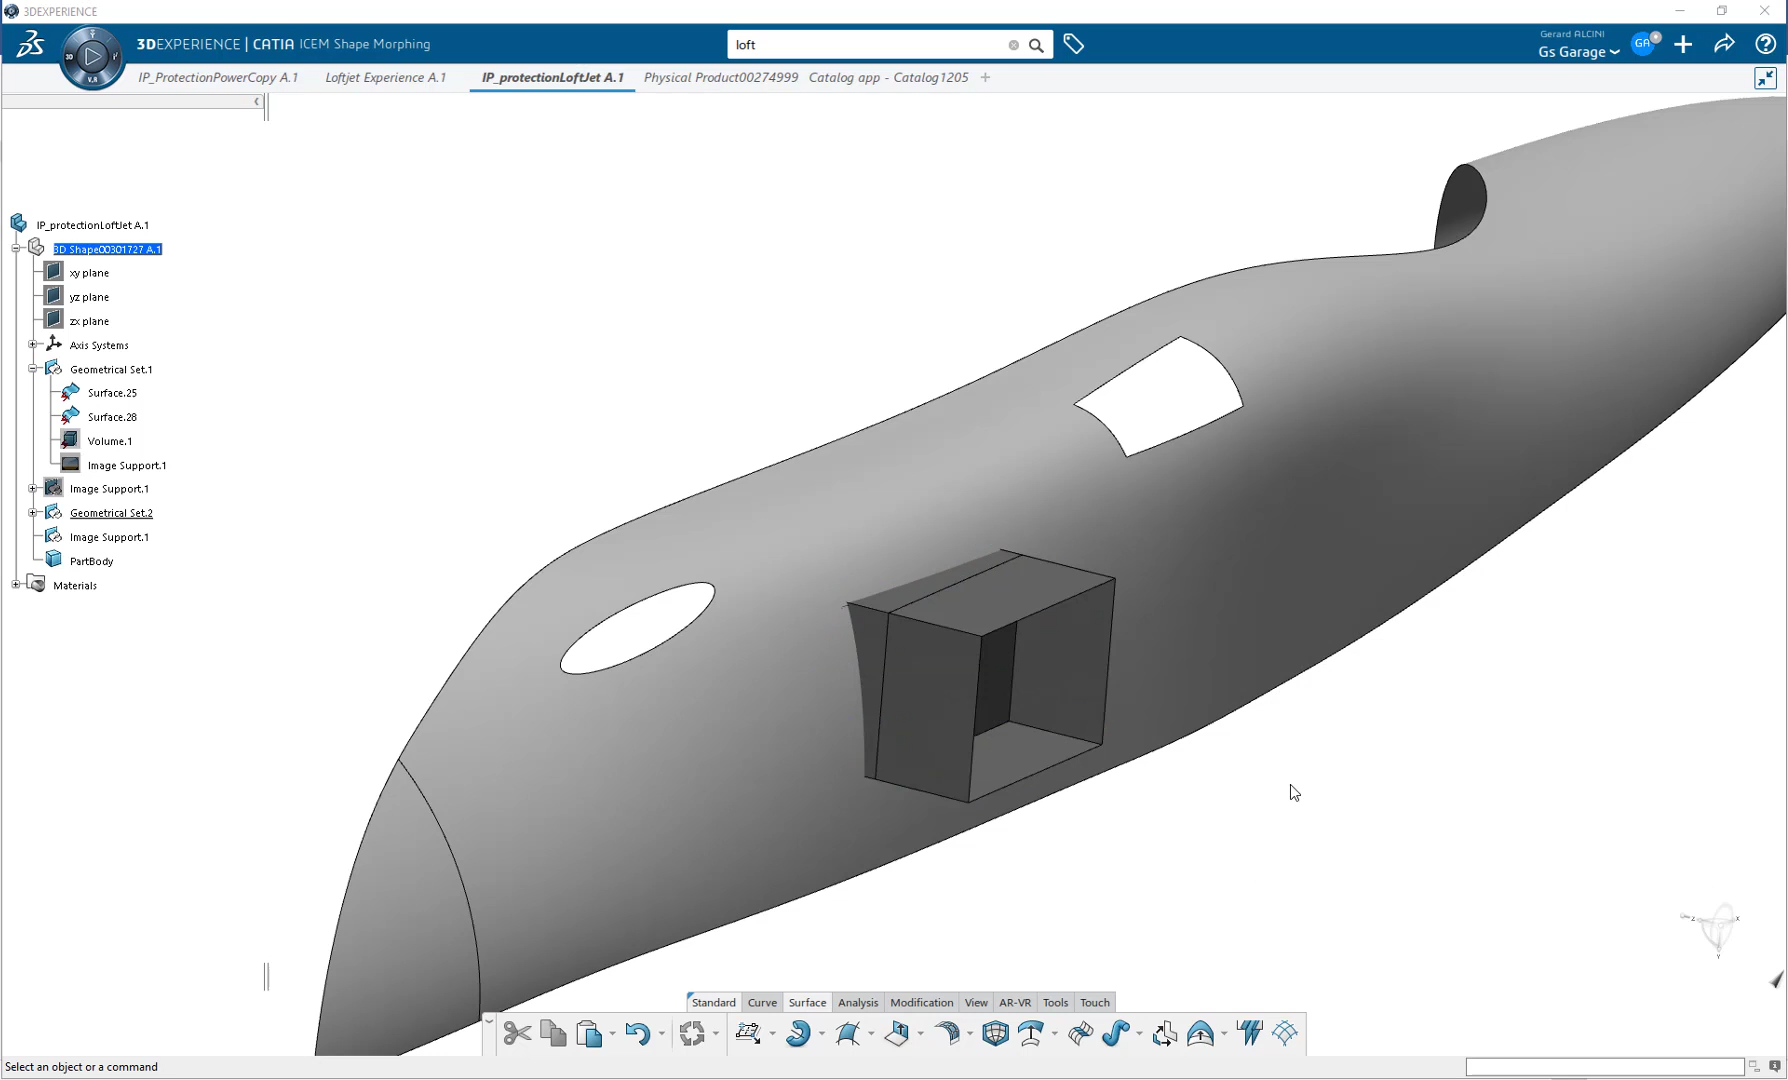 3DEXPERIENCE
3DEXPERIENCE | CATIA ICEM Shape Morphing
loft
Gerard ALCINI
Gs Garage
GA
3D
V.R
IP_ProtectionPowerCopy A.1
Loftjet Experience A.1
IP_protectionLoftJet A.1
Physical Product00274999
Catalog app - Catalog1205
IP_protectionLoftJet A.1
3D Shape00301727 A.1
xy plane
yz plane
zx plane
Axis Systems
Geometrical Set.1
Surface.25
Surface.28
Volume.1
Image Support.1
Image Support.1
Geometrical Set.2
Image Support.1
PartBody
Materials
Z
X
Y
Standard
Curve
Surface
Analysis
Modification
View
AR-VR
Tools
Touch
Select an object or a command